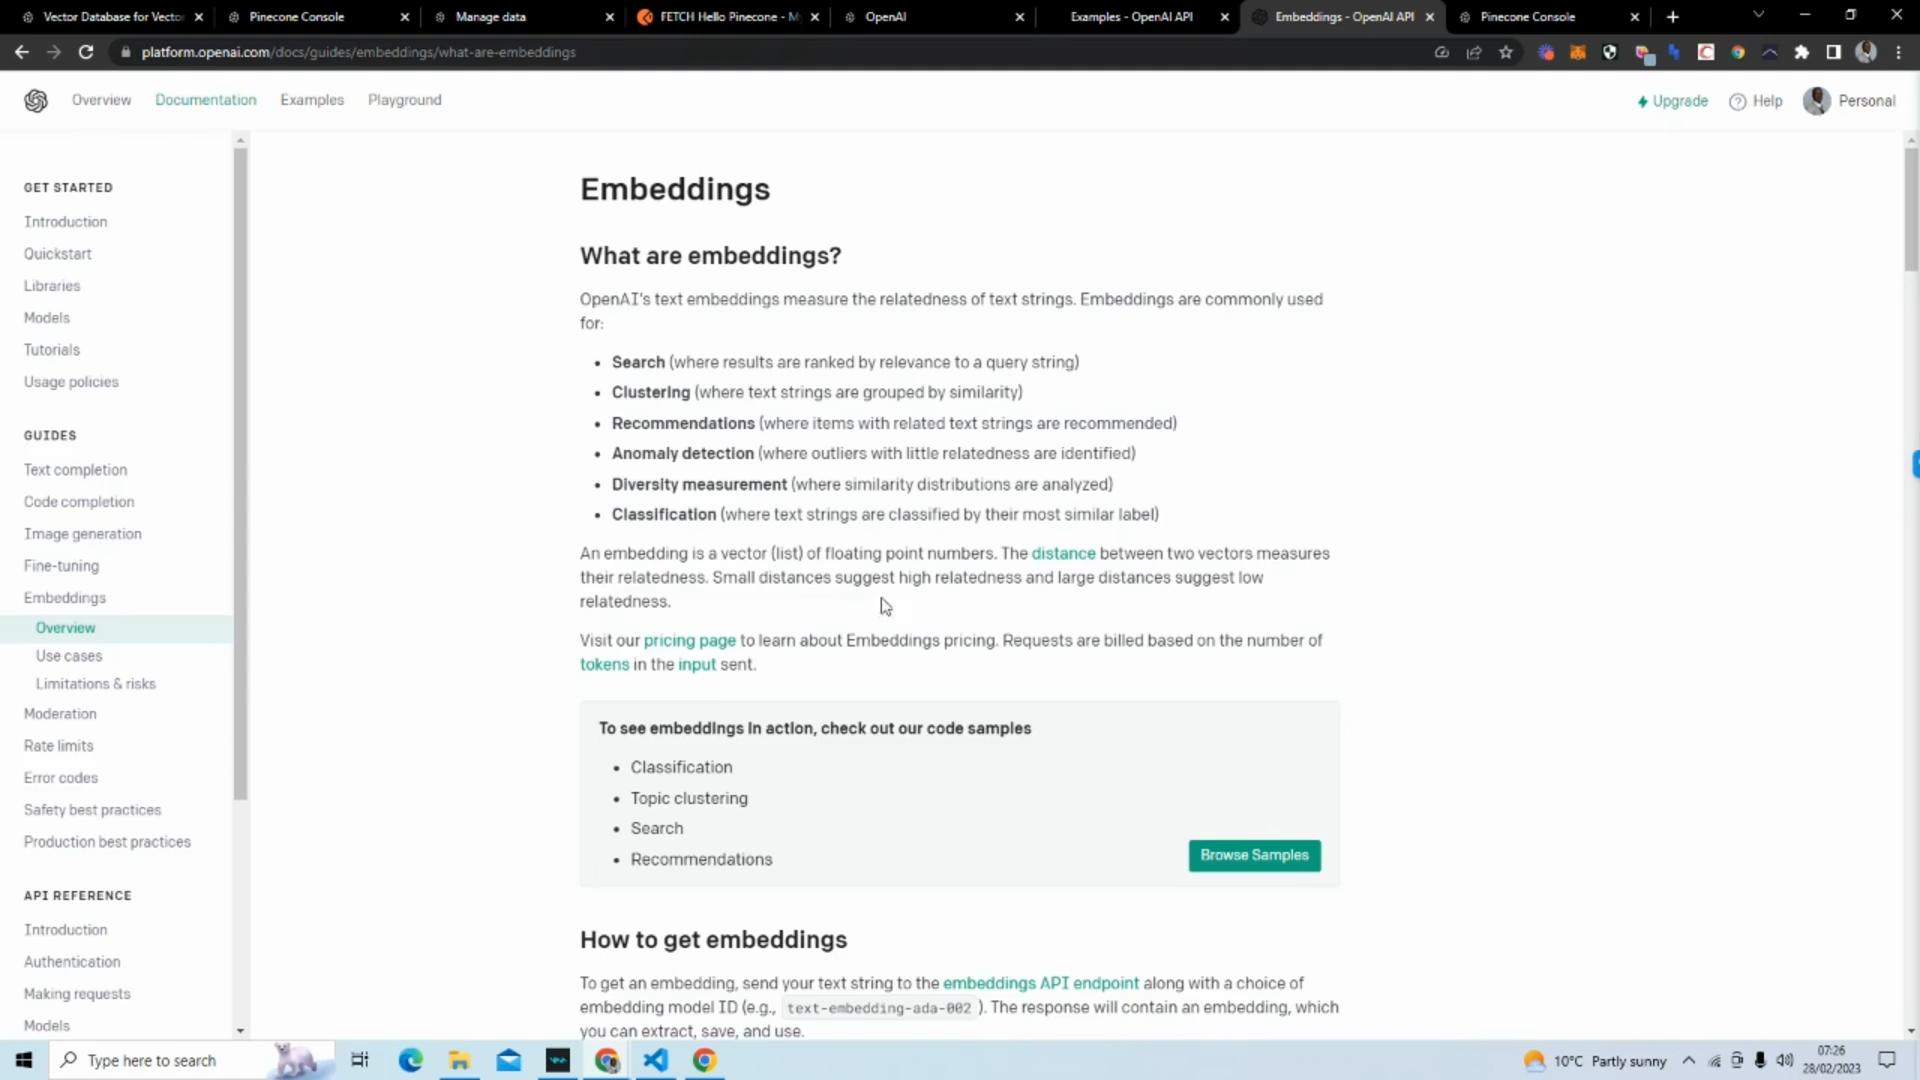 Vector Database for Vector
Pinecone Console
Manage data
FETCH Hello Pinecone - My
OpenAI
Examples - OpenAI API
Embeddings - OpenAI API
Pinecone Console
platform.openai.com/docs/guides/embeddings/what-are-embeddings
Overview
Documentation
Examples
Playground
Upgrade
Help
Personal
GET STARTED
Introduction
Quickstart
Libraries
Models
Tutorials
Usage policies
GUIDES
Text completion
Code completion
Image generation
Fine-tuning
Embeddings
Overview
Use cases
Limitations & risks
Moderation
Rate limits
Error codes
Safety best practices
Production best practices
API REFERENCE
Introduction
Authentication
Making requests
Models
Embeddings
What are embeddings?
OpenAI's text embeddings measure the relatedness of text strings. Embeddings are commonly used
for:
• Search (where results are ranked by relevance to a query string)
• Clustering (where text strings are grouped by similarity)
• Recommendations (where items with related text strings are recommended)
• Anomaly detection (where outliers with little relatedness are identified)
• Diversity measurement (where similarity distributions are analyzed)
• Classification (where text strings are classified by their most similar label)
An embedding is a vector (list) of floating point numbers. The distance between two vectors measures
their relatedness. Small distances suggest high relatedness and large distances suggest low
relatedness.
Visit our pricing page to learn about Embeddings pricing. Requests are billed based on the number of
tokens in the input sent.
To see embeddings in action, check out our code samples
• Classification
• Topic clustering
• Search
• Recommendations
Browse Samples
How to get embeddings
To get an embedding, send your text string to the embeddings API endpoint along with a choice of
embedding model ID (e.g., text-embedding-ada-002 ). The response will contain an embedding, which
you can extract, save, and use.
Type here to search
10°C Partly sunny
07:26
28/02/2023